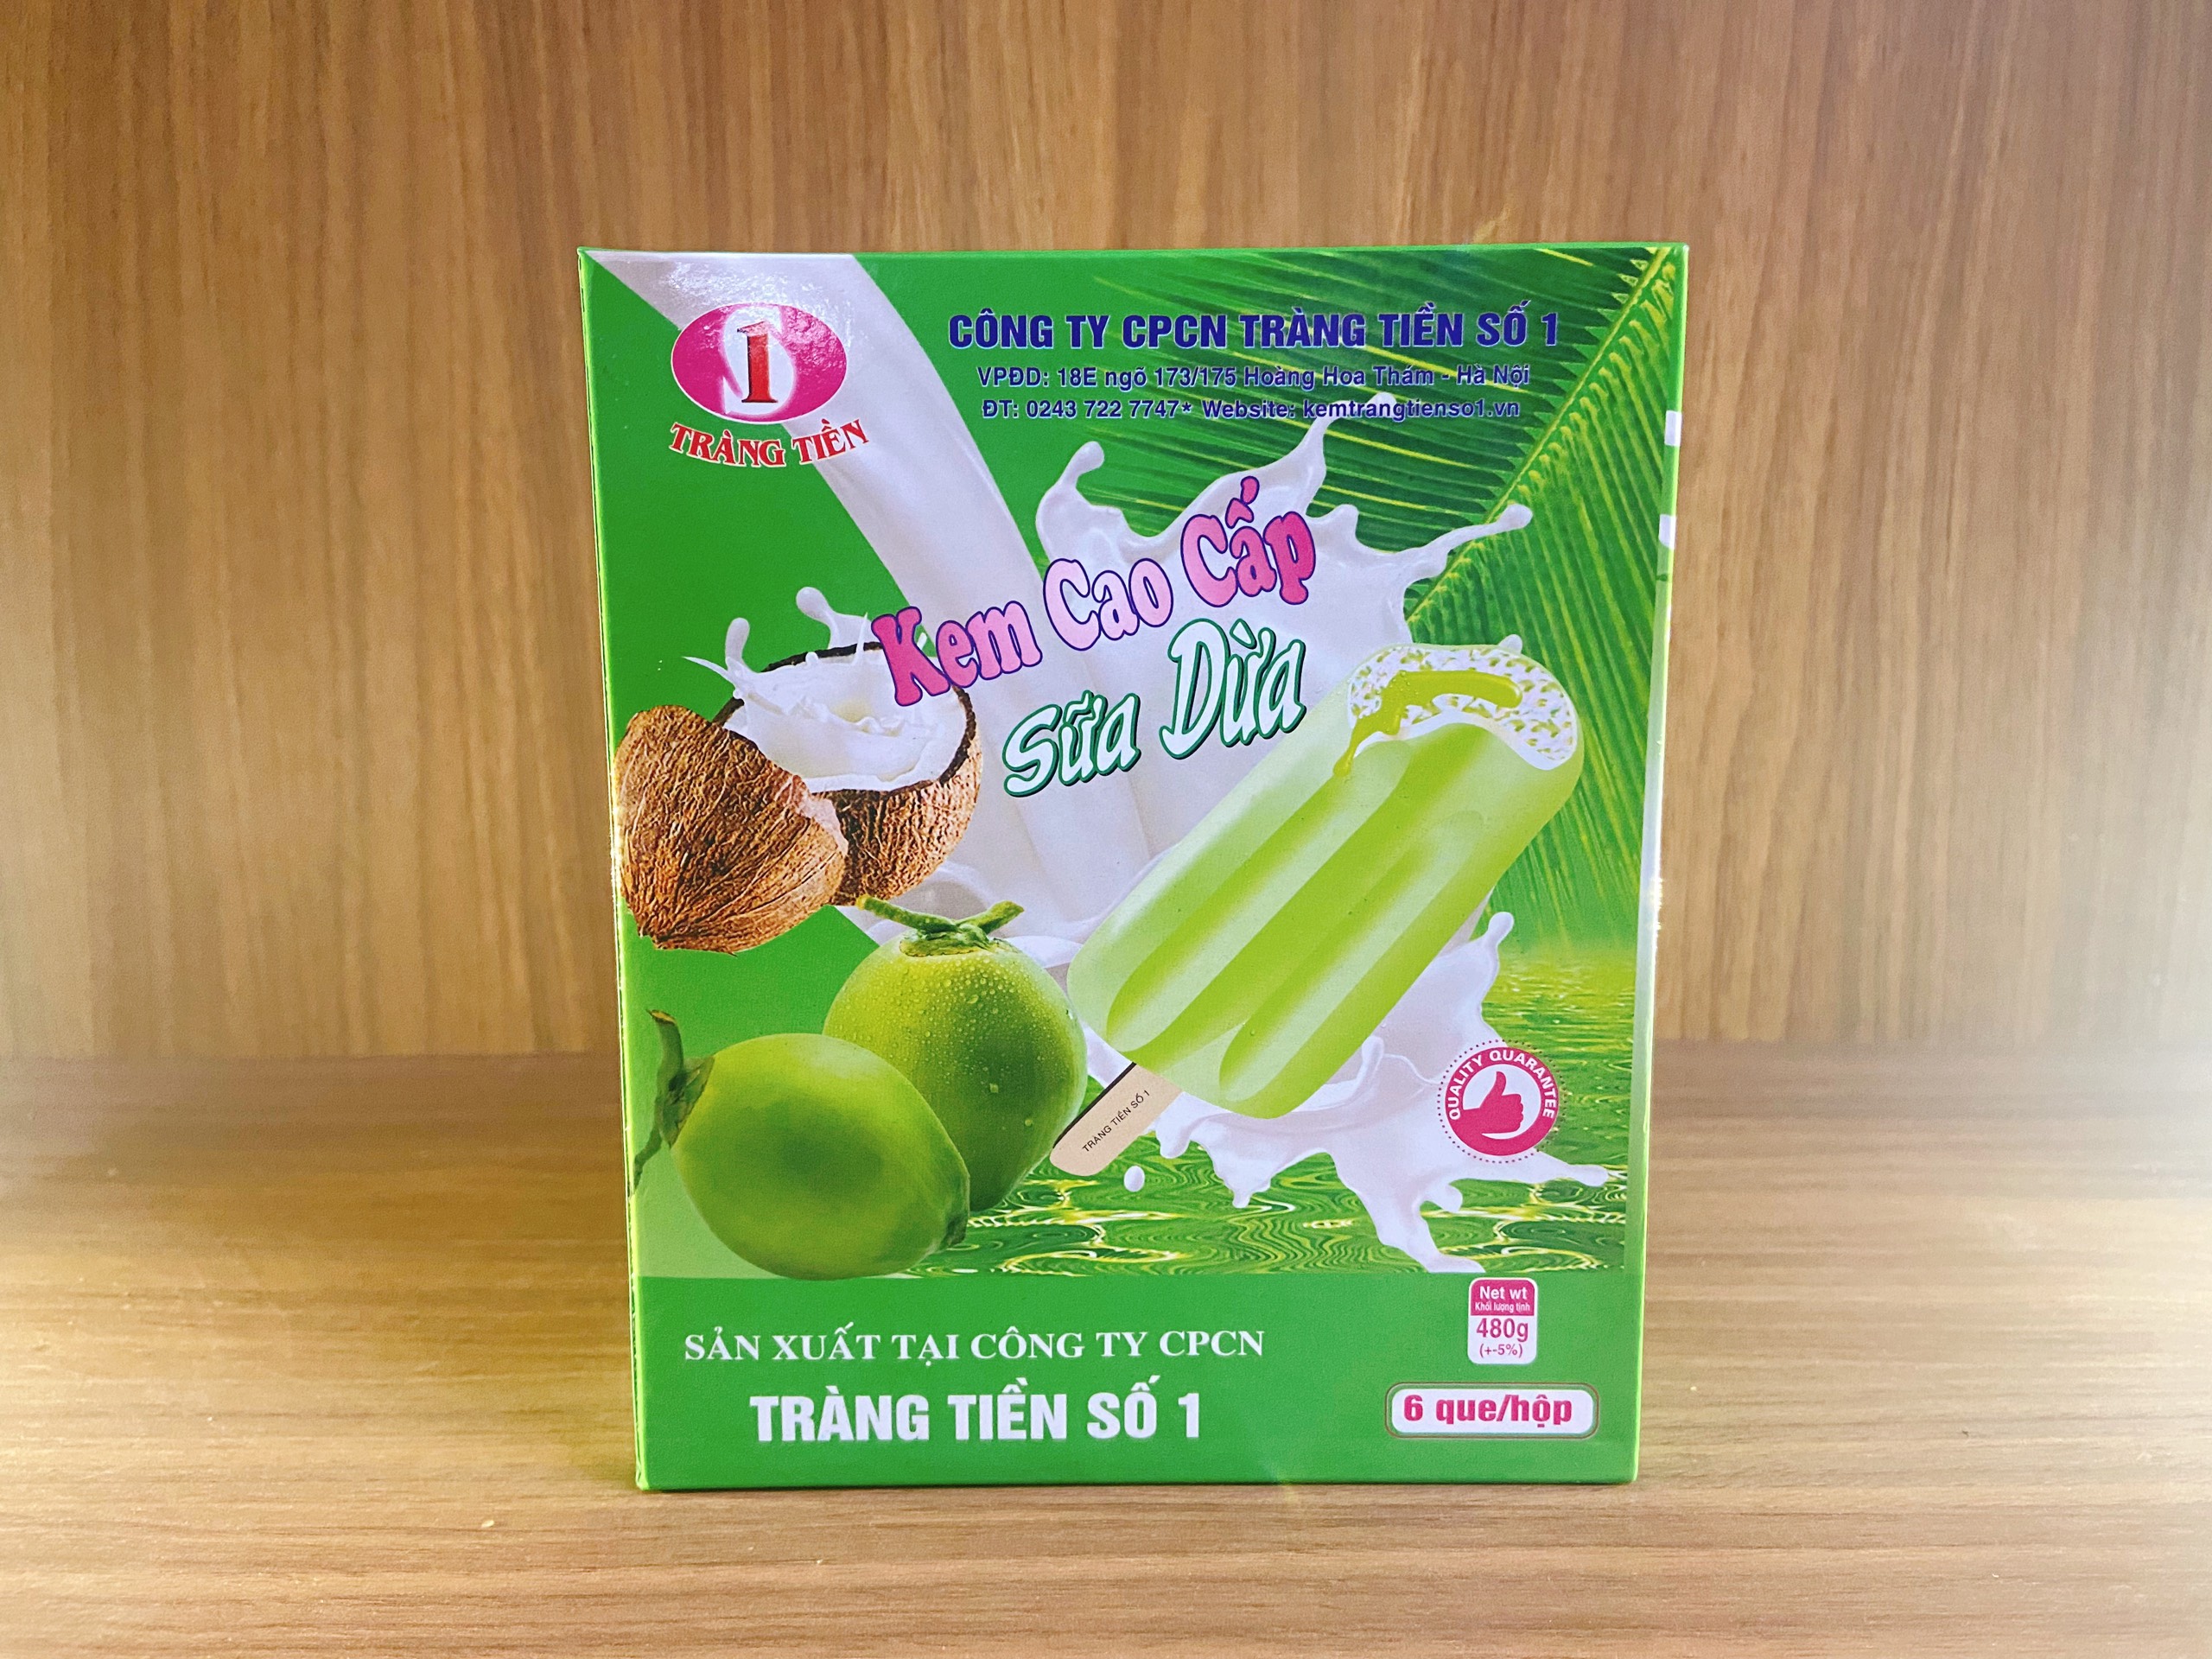 1
TRÀNG TIỀN
CÔNG TY CPCN TRÀNG TIỀN SỐ 1
VPĐD: 18E ngõ 173/175 Hoàng Hoa Thám - Hà Nội
ĐT: 0243 722 7747* Website: kemtrangtienso1.vn
Kem Cao Cấp
Sữa Dừa
TRÀNG TIỀN SỐ 1
QUALITY QUARANTEE
Net wt
Khối lượng tịnh
480g
(+-5%)
SẢN XUẤT TẠI CÔNG TY CPCN
TRÀNG TIỀN SỐ 1
6 que/hộp